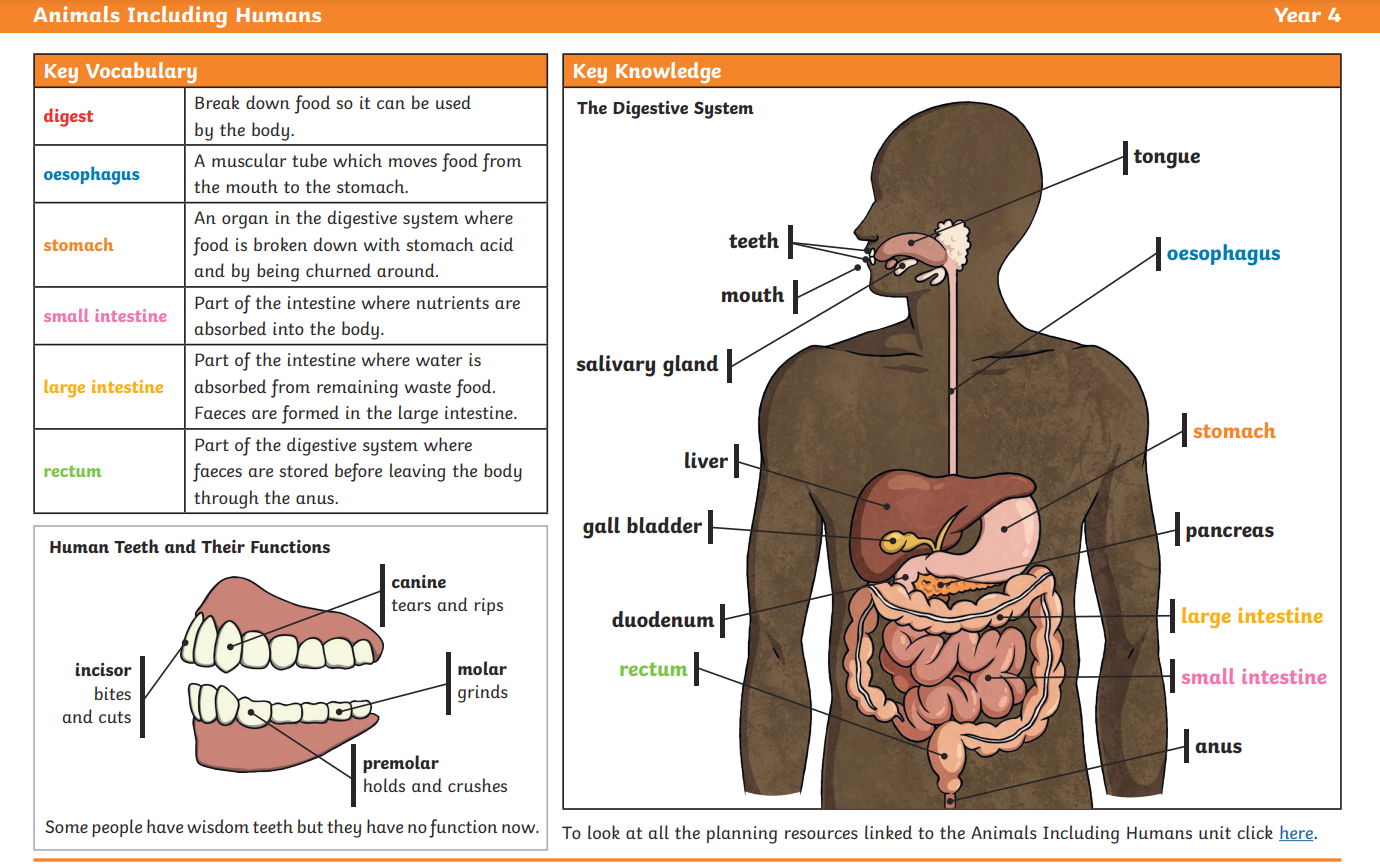 Animals Including Humans
Year 4
Key Vocabulary
digest
Break down food so it can be used
by the body.
oesophagus
A muscular tube which moves food from
the mouth to the stomach.
stomach
An organ in the digestive system where
food is broken down with stomach acid
and by being churned around.
small intestine
Part of the intestine where nutrients are
absorbed into the body.
large intestine
Part of the intestine where water is
absorbed from remaining waste food.
Faeces are formed in the large intestine.
rectum
Part of the digestive system where
faeces are stored before leaving the body
through the anus.
Human Teeth and Their Functions
canine
tears and rips
incisor
bites
and cuts
molar
grinds
premolar
holds and crushes
Some people have wisdom teeth but they have no function now.
Key Knowledge
The Digestive System
tongue
teeth
oesophagus
mouth
salivary gland
stomach
liver
gall bladder
pancreas
duodenum
large intestine
rectum
small intestine
anus
To look at all the planning resources linked to the Animals Including Humans unit click here.